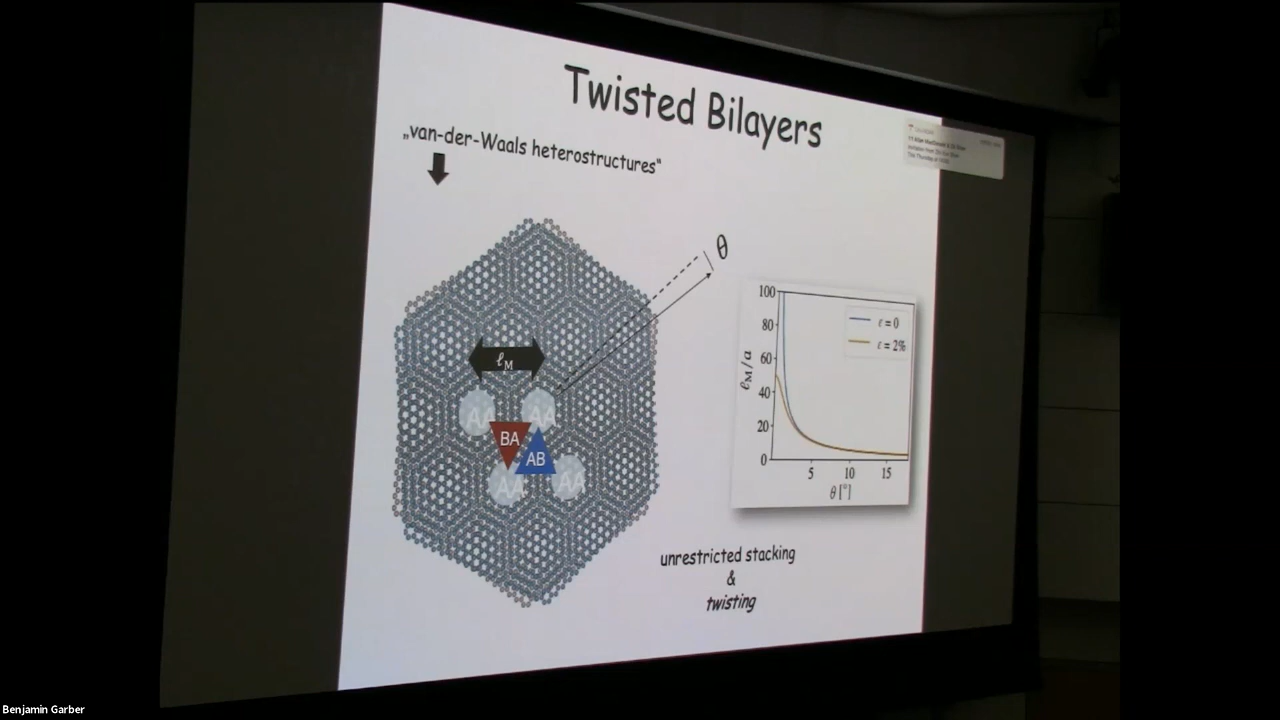 Twisted Bilayers
„van-der-Waals heterostructures“
θ
ℓM
AA
AA
BA
AB
AA
AA
100
80
60
40
20
0
ℓM/a
5
10
15
θ [°]
ε = 0
ε = 2%
unrestricted stacking
&
twisting
Benjamin Garber